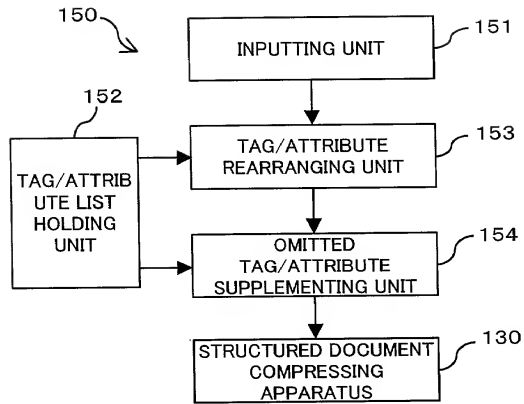 150
INPUTTING UNIT
151
152
TAG/ATTRIB
UTE LIST
HOLDING
UNIT
TAG/ATTRIBUTE
REARRANGING UNIT
153
OMITTED
TAG/ATTRIBUTE
SUPPLEMENTING UNIT
154
STRUCTURED DOCUMENT
COMPRESSING
APPARATUS
130